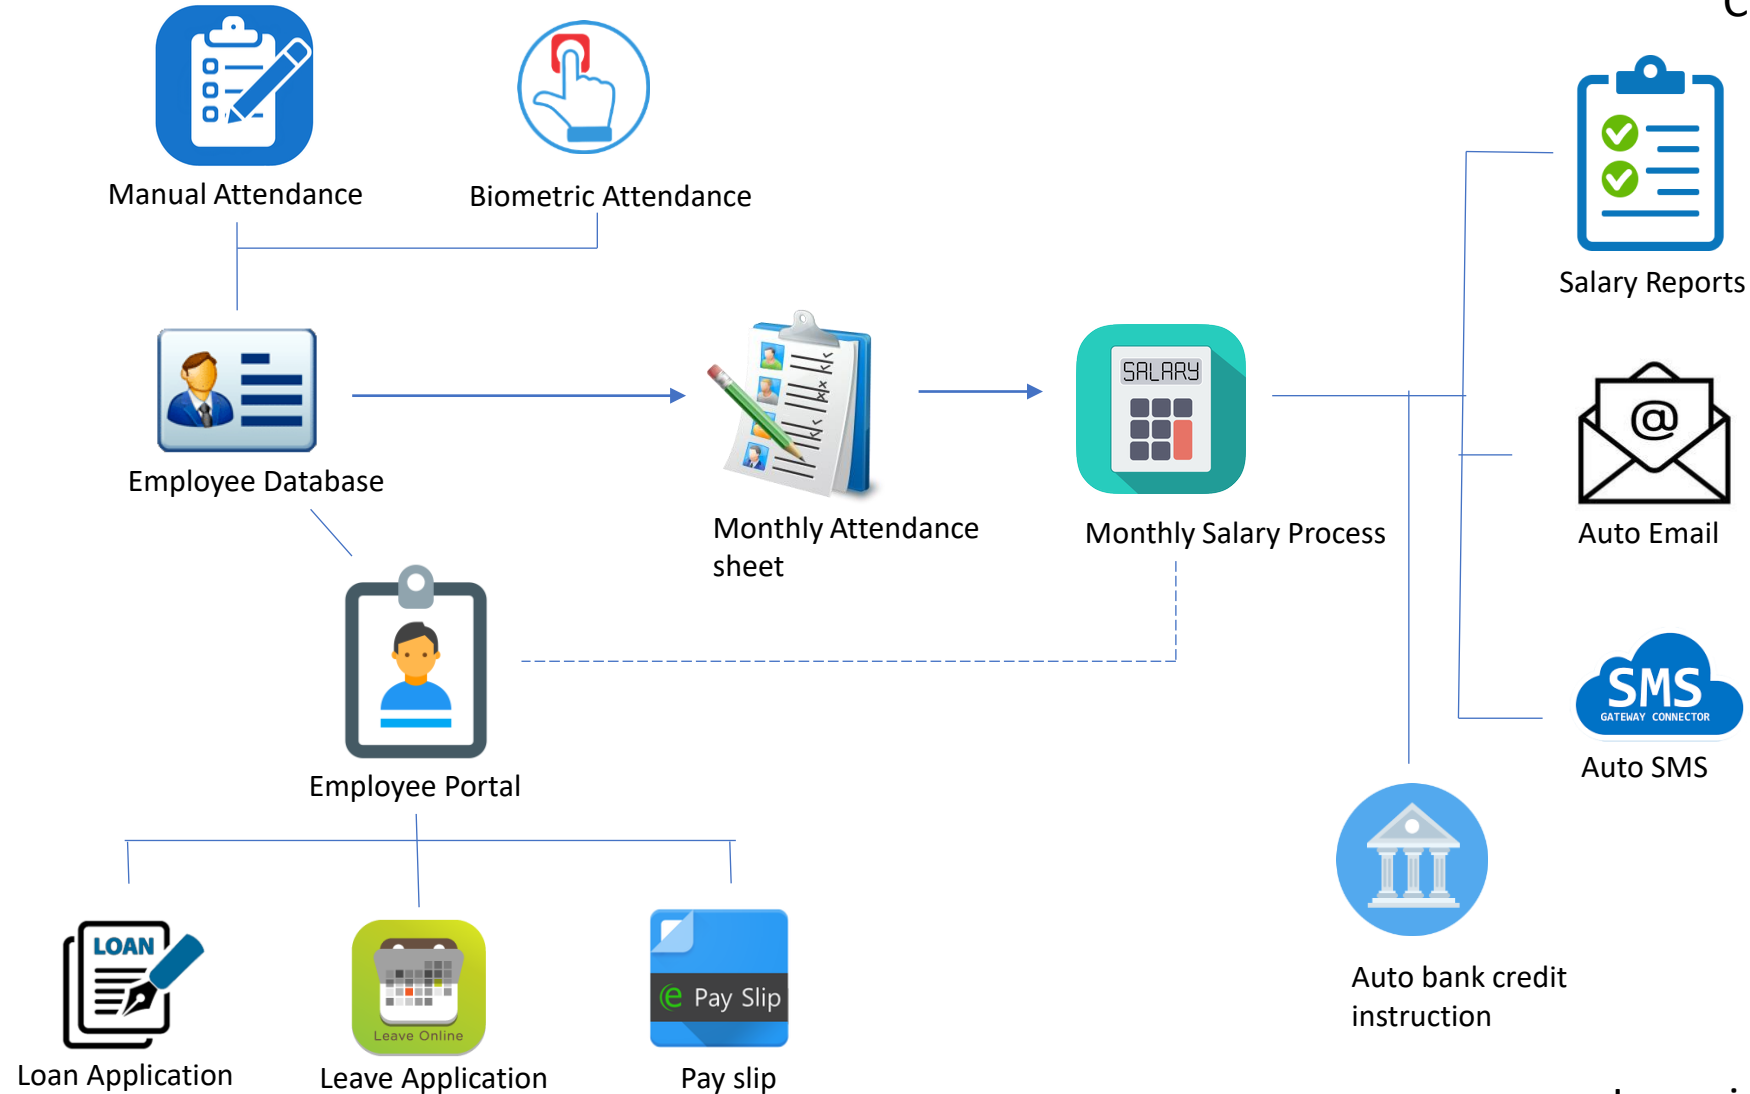 Manual Attendance
Biometric Attendance
Salary Reports
SALARY
@
Employee Database
Monthly Attendance
sheet
Monthly Salary Process
Auto Email
SMS
GATEWAY CONNECTOR
Auto SMS
Employee Portal
LOAN
Leave Online
e Pay Slip
Auto bank credit
instruction
Loan Application
Leave Application
Pay slip